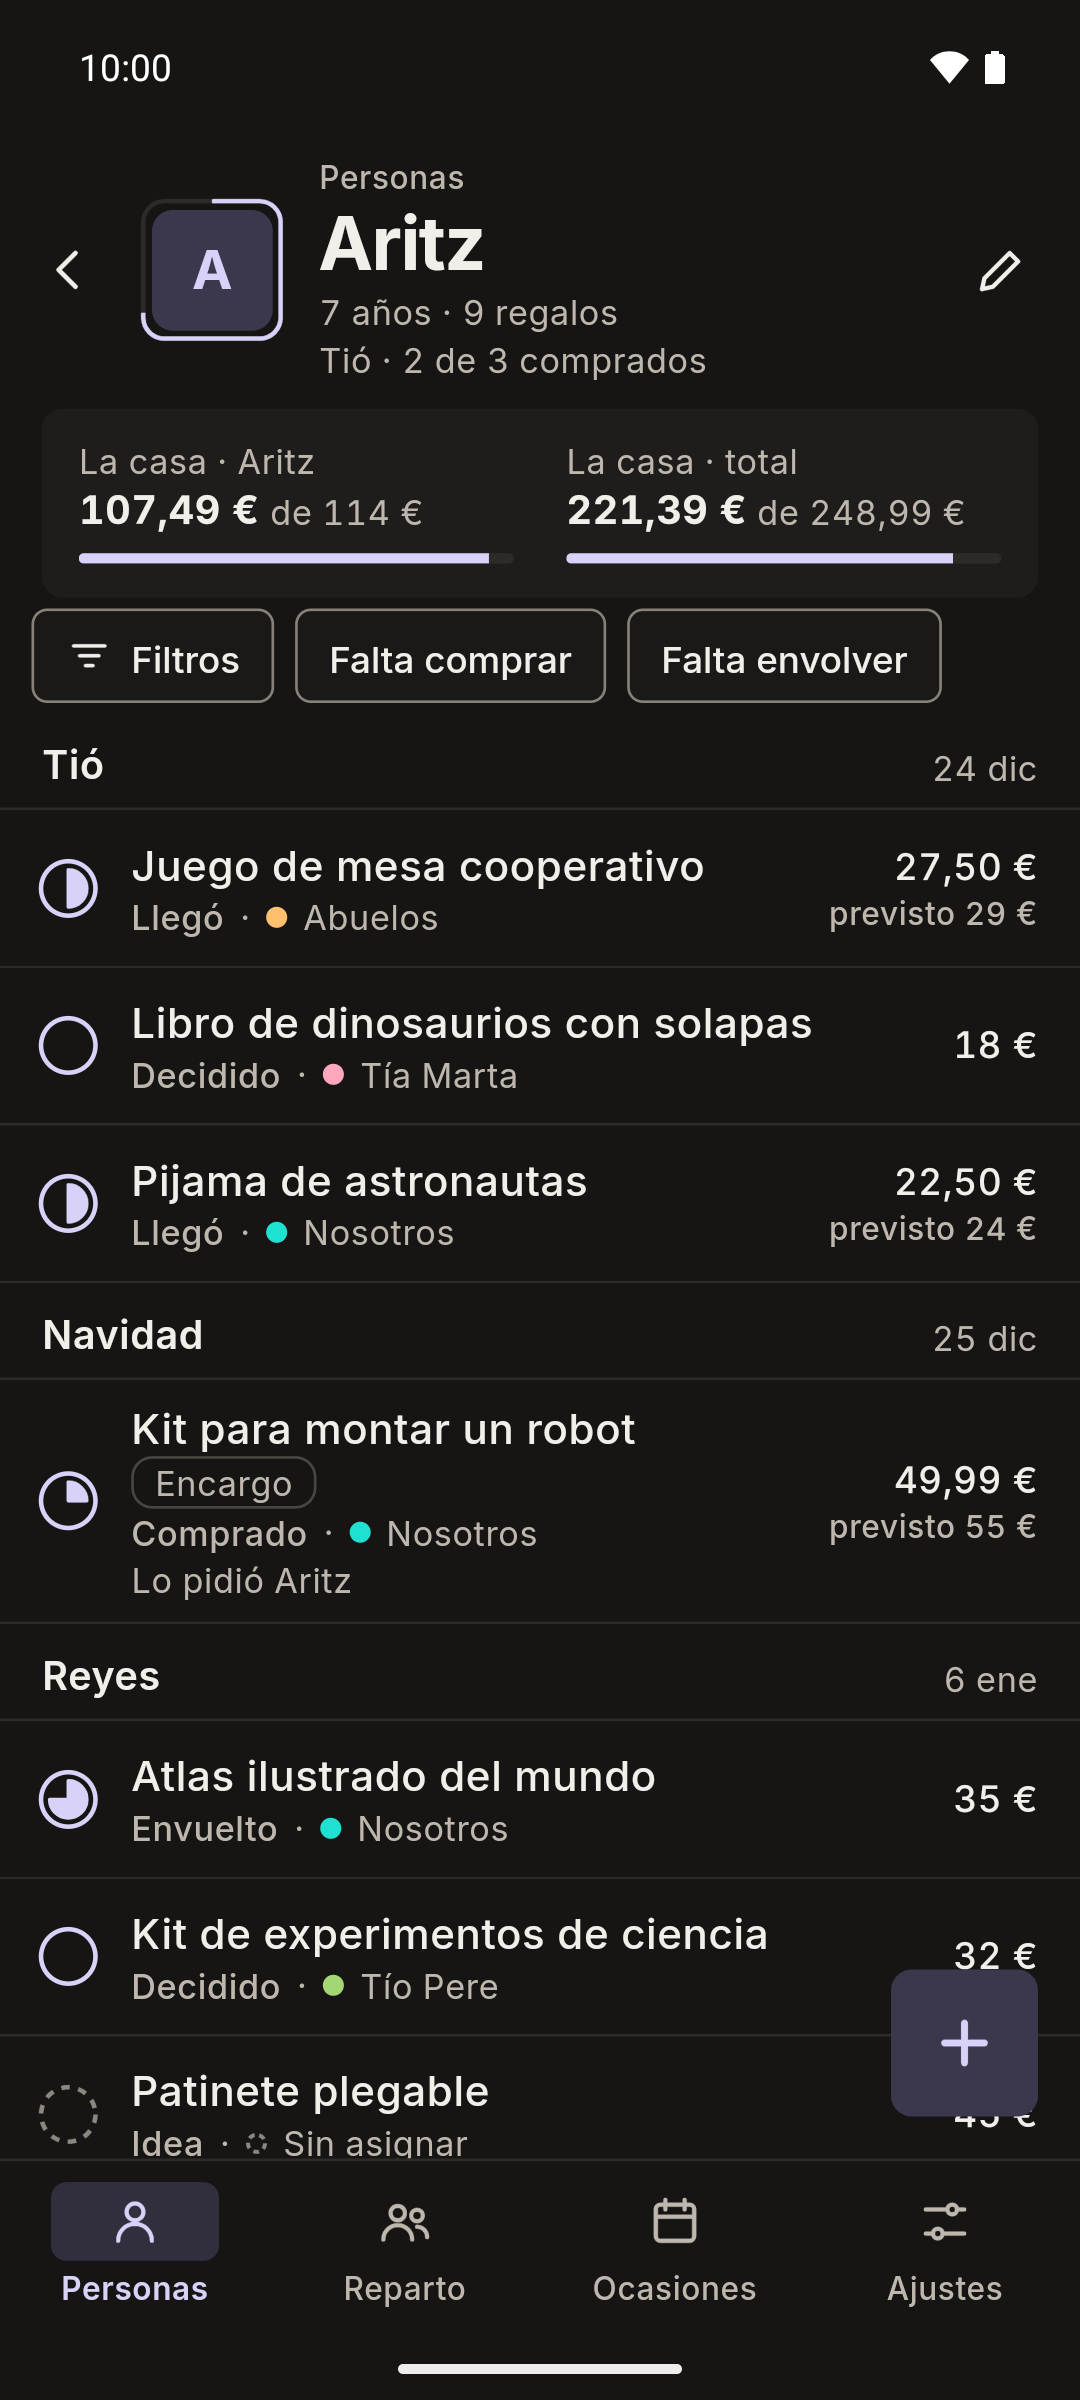 10:00
Personas
Aritz
7 años · 9 regalos
Tió · 2 de 3 comprados
A
La casa · Aritz
107,49 € de 114 €
La casa · total
221,39 € de 248,99 €
Filtros
Falta comprar
Falta envolver
Tió
24 dic
Juego de mesa cooperativo
Llegó · Abuelos
27,50 €
previsto 29 €
Libro de dinosaurios con solapas
Decidido · Tía Marta
18 €
Pijama de astronautas
Llegó · Nosotros
22,50 €
previsto 24 €
Navidad
25 dic
Kit para montar un robot
Encargo
Comprado · Nosotros
Lo pidió Aritz
49,99 €
previsto 55 €
Reyes
6 ene
Atlas ilustrado del mundo
Envuelto · Nosotros
35 €
Kit de experimentos de ciencia
Decidido · Tío Pere
32 €
Patinete plegable
Idea · Sin asignar
Personas
Reparto
Ocasiones
Ajustes